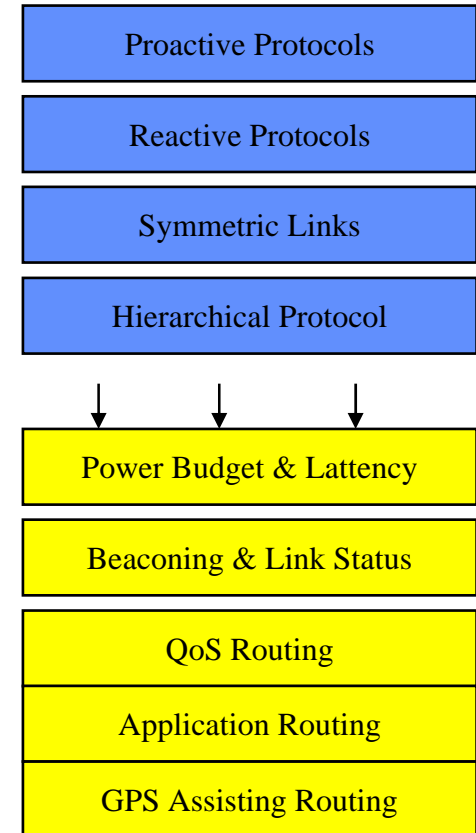 Proactive Protocols
Reactive Protocols
Symmetric Links
Hierarchical Protocol
Power Budget & Lattency
Beaconing & Link Status
QoS Routing
Application Routing
GPS Assisting Routing